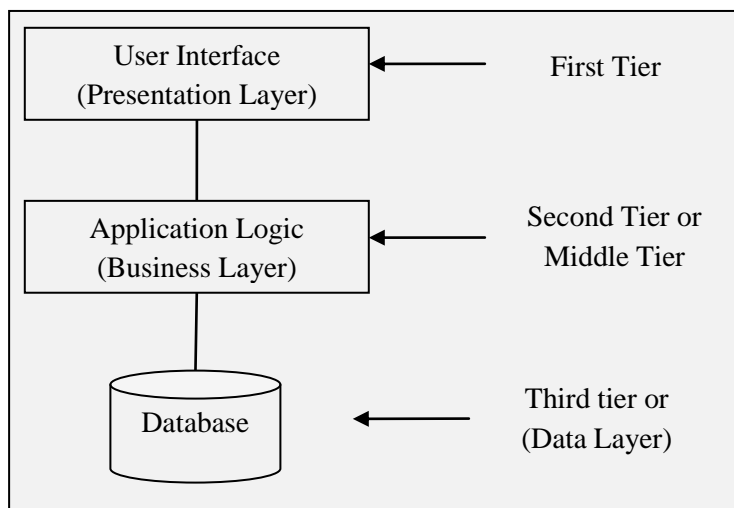 User Interface
(Presentation Layer)
First Tier
Application Logic
(Business Layer)
Second Tier or
Middle Tier
Database
Third tier or
(Data Layer)